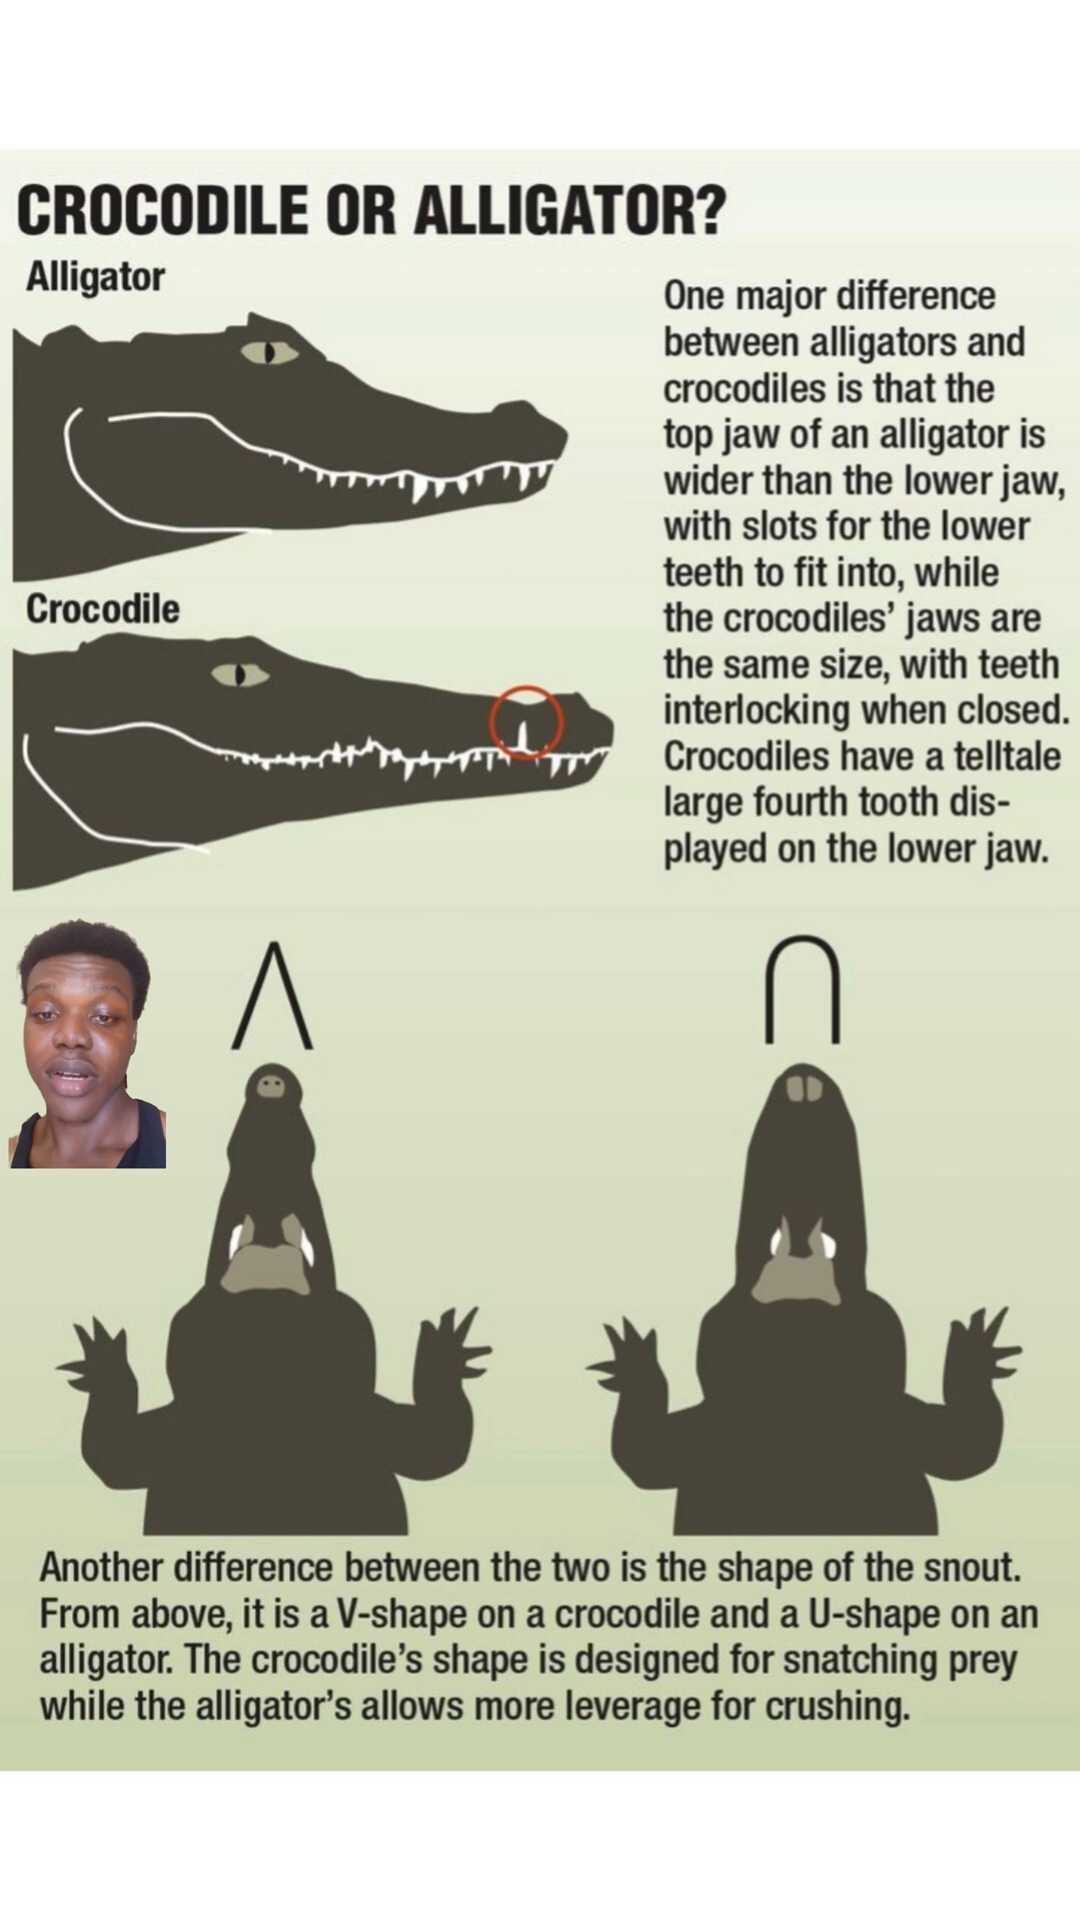 CROCODILE OR ALLIGATOR?
Alligator
One major difference
between alligators and
crocodiles is that the
top jaw of an alligator is
wider than the lower jaw,
with slots for the lower
teeth to fit into, while
the crocodiles’ jaws are
the same size, with teeth
interlocking when closed.
Crocodiles have a telltale
large fourth tooth dis-
played on the lower jaw.
Crocodile
Another difference between the two is the shape of the snout.
From above, it is a V-shape on a crocodile and a U-shape on an
alligator. The crocodile’s shape is designed for snatching prey
while the alligator’s allows more leverage for crushing.